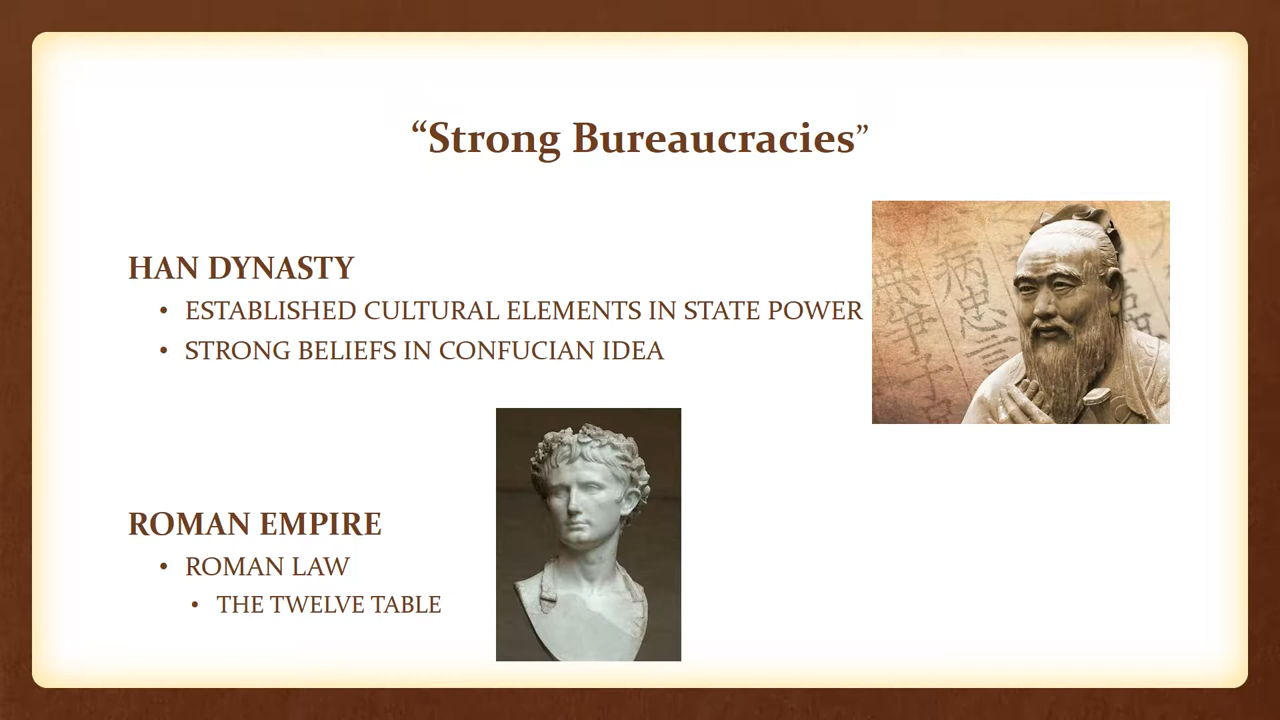 “Strong Bureaucracies”
HAN DYNASTY
• ESTABLISHED CULTURAL ELEMENTS IN STATE POWER
• STRONG BELIEFS IN CONFUCIAN IDEA
ROMAN EMPIRE
• ROMAN LAW
• THE TWELVE TABLE